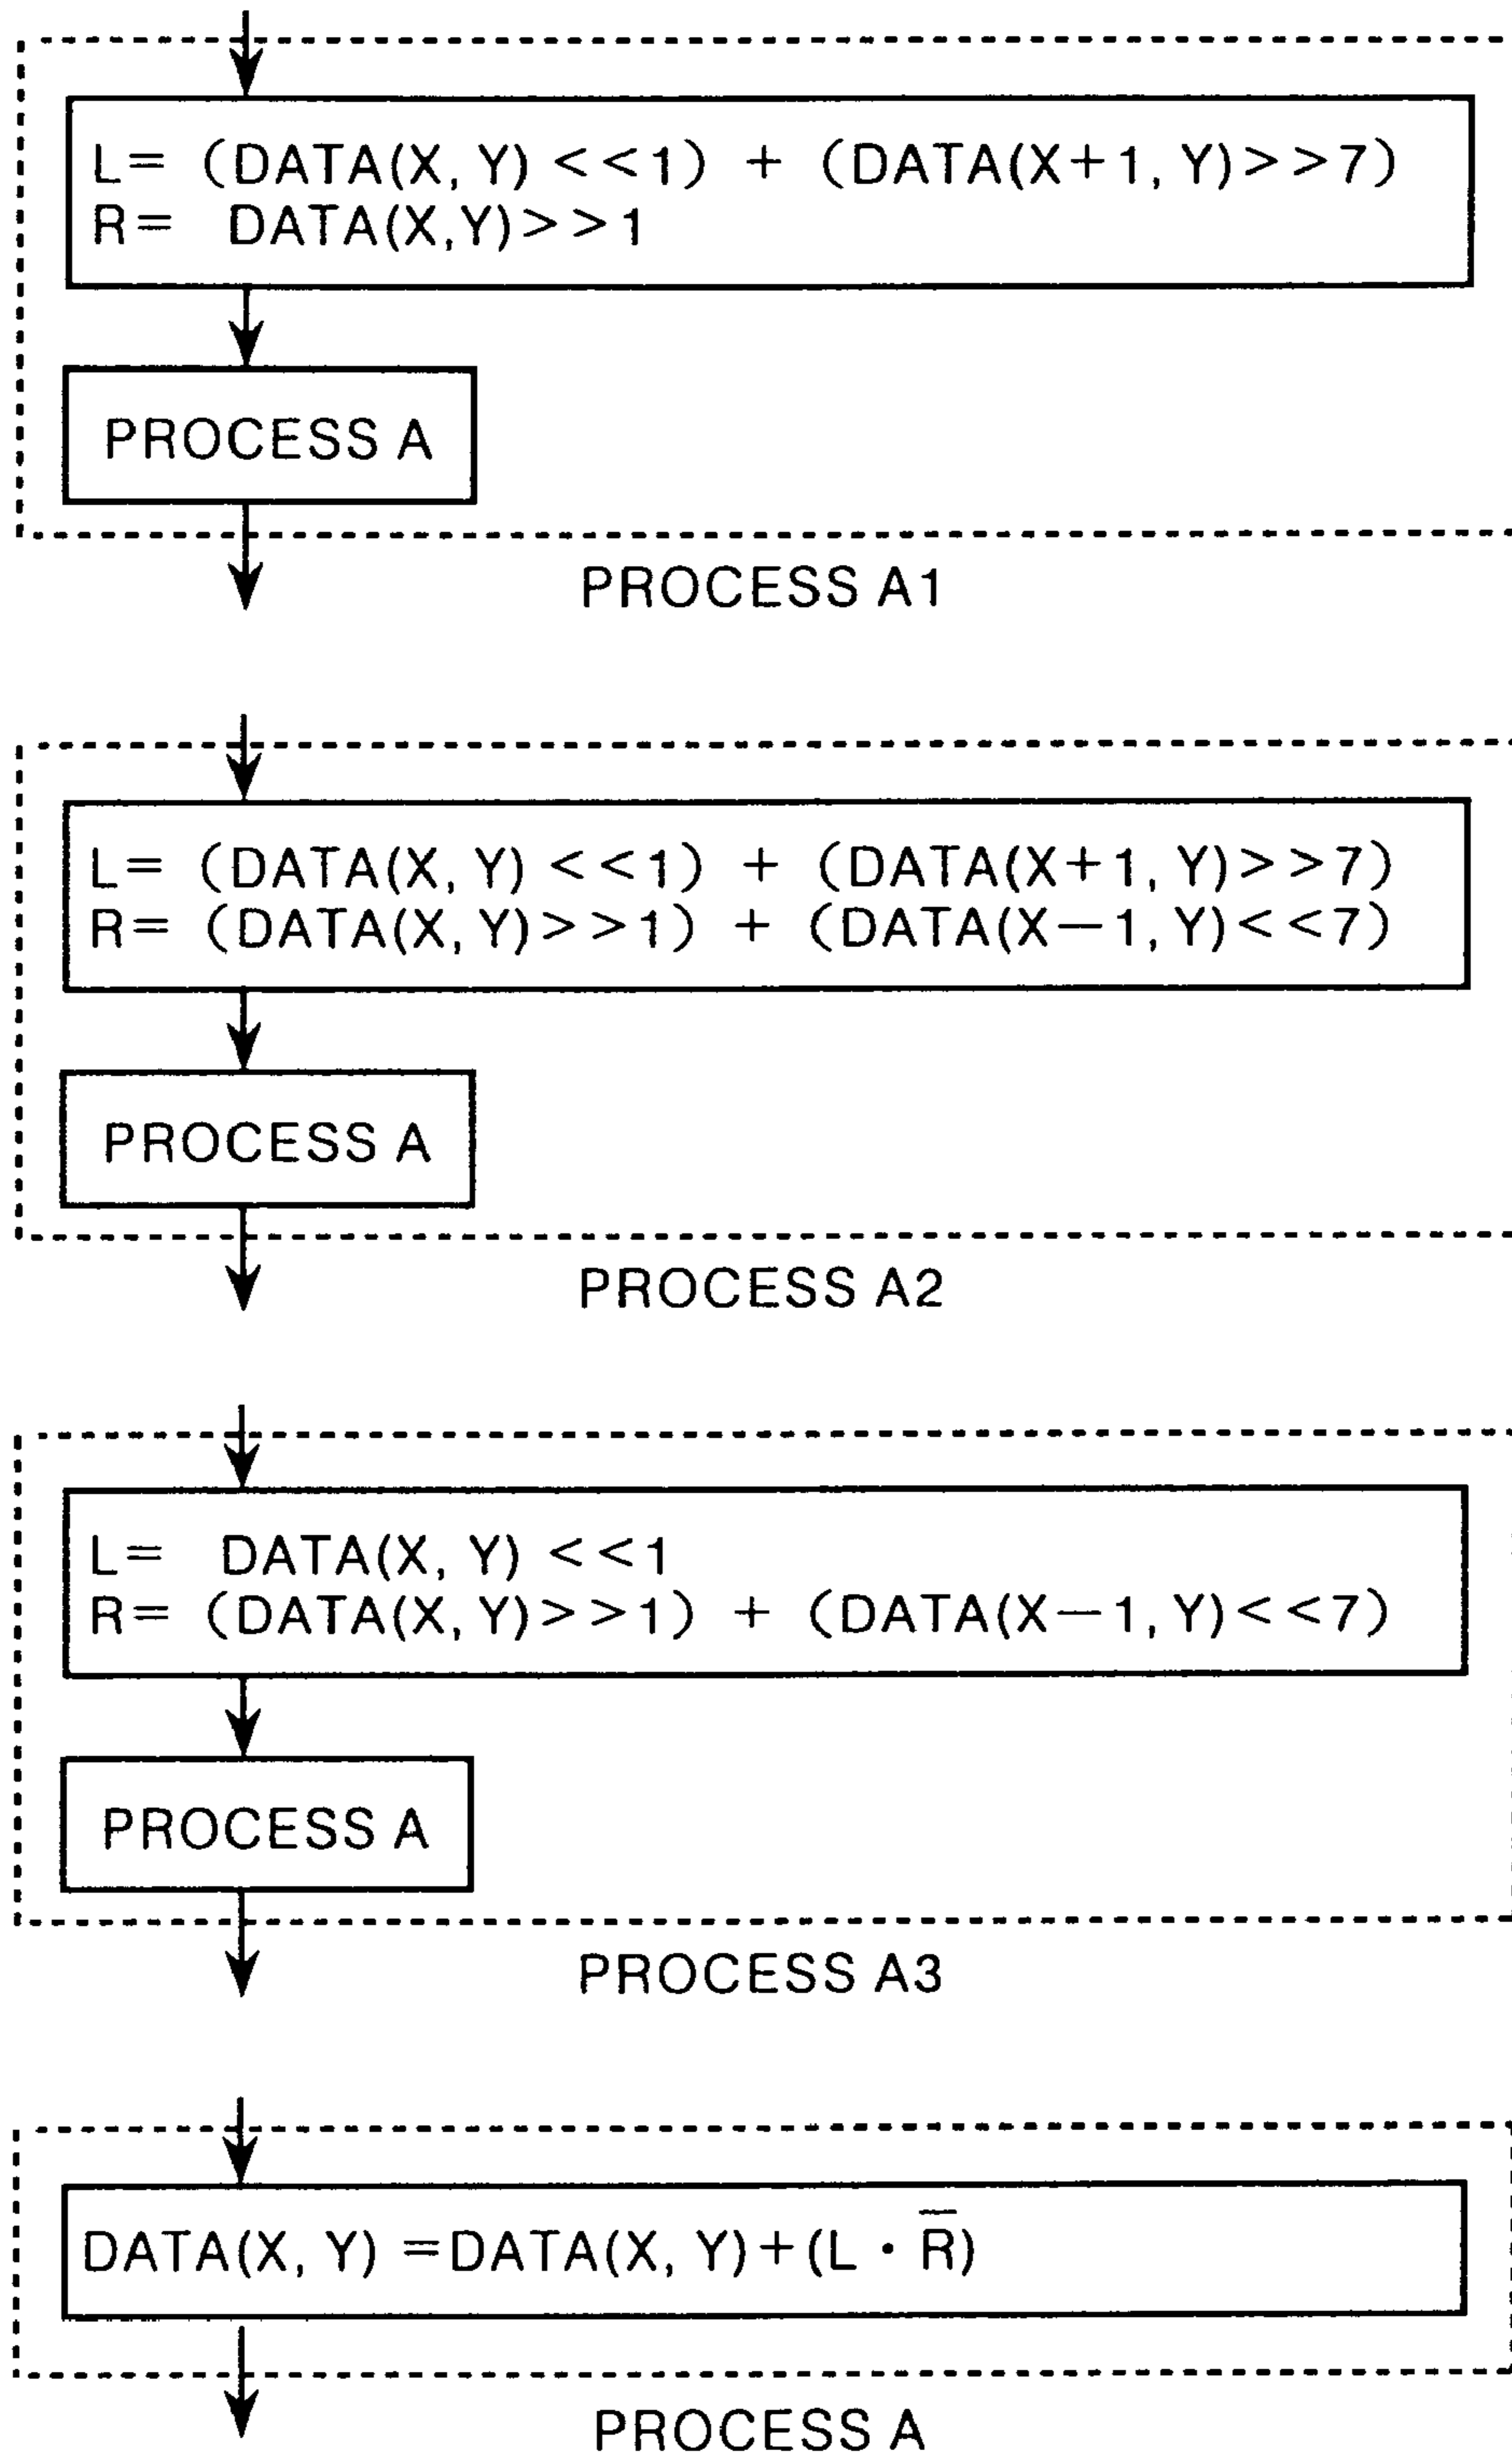 L= (DATA(X, Y) <<1) + (DATA(X+1, Y)>>7)
R= DATA(X,Y)>>1
PROCESS A
PROCESS A1
L= (DATA(X, Y) <<1) + (DATA(X+1, Y)>>7)
R= (DATA(X, Y)>>1) + (DATA(X−1, Y)<<7)
PROCESS A
PROCESS A2
L= DATA(X, Y) <<1
R= (DATA(X, Y)>>1) + (DATA(X−1, Y)<<7)
PROCESS A
PROCESS A3
DATA(X, Y) =DATA(X, Y)+(L · R̅)
PROCESS A